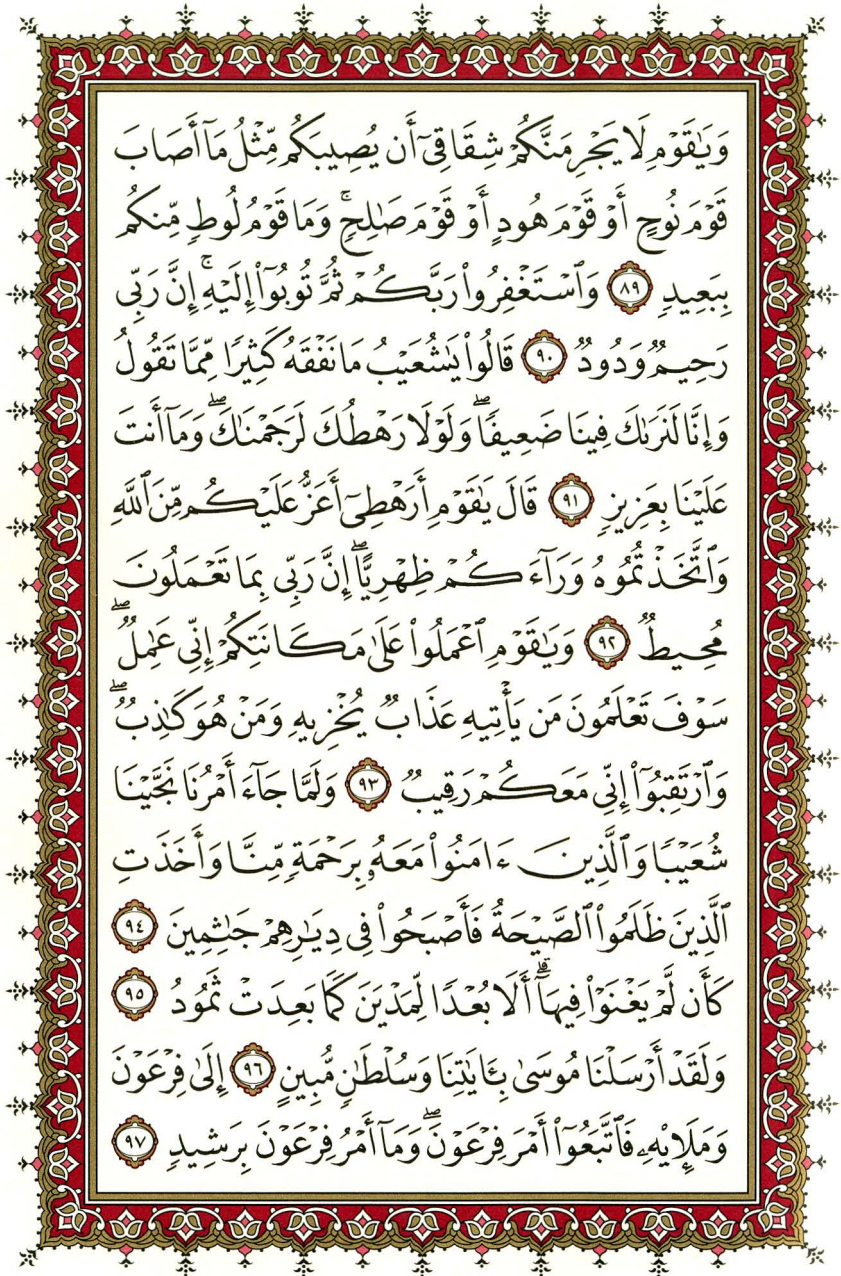 وَيَٰقَوْمِ لَا يَجْرِمَنَّكُمْ شِقَاقِىٓ أَن يُصِيبَكُم مِّثْلُ مَآ أَصَابَ
قَوْمَ نُوحٍ أَوْ قَوْمَ هُودٍ أَوْ قَوْمَ صَٰلِحٍۚ وَمَا قَوْمُ لُوطٍ مِّنكُم
بِبَعِيدٍ ٨٩ وَٱسْتَغْفِرُوا۟ رَبَّكُمْ ثُمَّ تُوبُوٓا۟ إِلَيْهِۚ إِنَّ رَبِّى
رَحِيمٌ وَدُودٌ ٩٠ قَالُوا۟ يَٰشُعَيْبُ مَا نَفْقَهُ كَثِيرًا مِّمَّا تَقُولُ
وَإِنَّا لَنَرَىٰكَ فِينَا ضَعِيفًاۖ وَلَوْلَا رَهْطُكَ لَرَجَمْنَٰكَۖ وَمَآ أَنتَ
عَلَيْنَا بِعَزِيزٍ ٩١ قَالَ يَٰقَوْمِ أَرَهْطِىٓ أَعَزُّ عَلَيْكُم مِّنَ ٱللَّهِ
وَٱتَّخَذْتُمُوهُ وَرَآءَكُمْ ظِهْرِيًّاۖ إِنَّ رَبِّى بِمَا تَعْمَلُونَ
مُحِيطٌ ٩٢ وَيَٰقَوْمِ ٱعْمَلُوا۟ عَلَىٰ مَكَانَتِكُمْ إِنِّى عَٰمِلٌۖ
سَوْفَ تَعْلَمُونَ مَن يَأْتِيهِ عَذَابٌ يُخْزِيهِ وَمَنْ هُوَ كَٰذِبٌۖ
وَٱرْتَقِبُوٓا۟ إِنِّى مَعَكُمْ رَقِيبٌ ٩٣ وَلَمَّا جَآءَ أَمْرُنَا نَجَّيْنَا
شُعَيْبًا وَٱلَّذِينَ ءَامَنُوا۟ مَعَهُۥ بِرَحْمَةٍ مِّنَّا وَأَخَذَتِ
ٱلَّذِينَ ظَلَمُوا۟ ٱلصَّيْحَةُ فَأَصْبَحُوا۟ فِى دِيَٰرِهِمْ جَٰثِمِينَ ٩٤
كَأَن لَّمْ يَغْنَوْا۟ فِيهَآۗ أَلَا بُعْدًا لِّمَدْيَنَ كَمَا بَعِدَتْ ثَمُودُ ٩٥
وَلَقَدْ أَرْسَلْنَا مُوسَىٰ بِـَٔايَٰتِنَا وَسُلْطَٰنٍ مُّبِينٍ ٩٦ إِلَىٰ فِرْعَوْنَ
وَمَلَإِي۟هِۦ فَٱتَّبَعُوٓا۟ أَمْرَ فِرْعَوْنَۖ وَمَآ أَمْرُ فِرْعَوْنَ بِرَشِيدٍ ٩٧